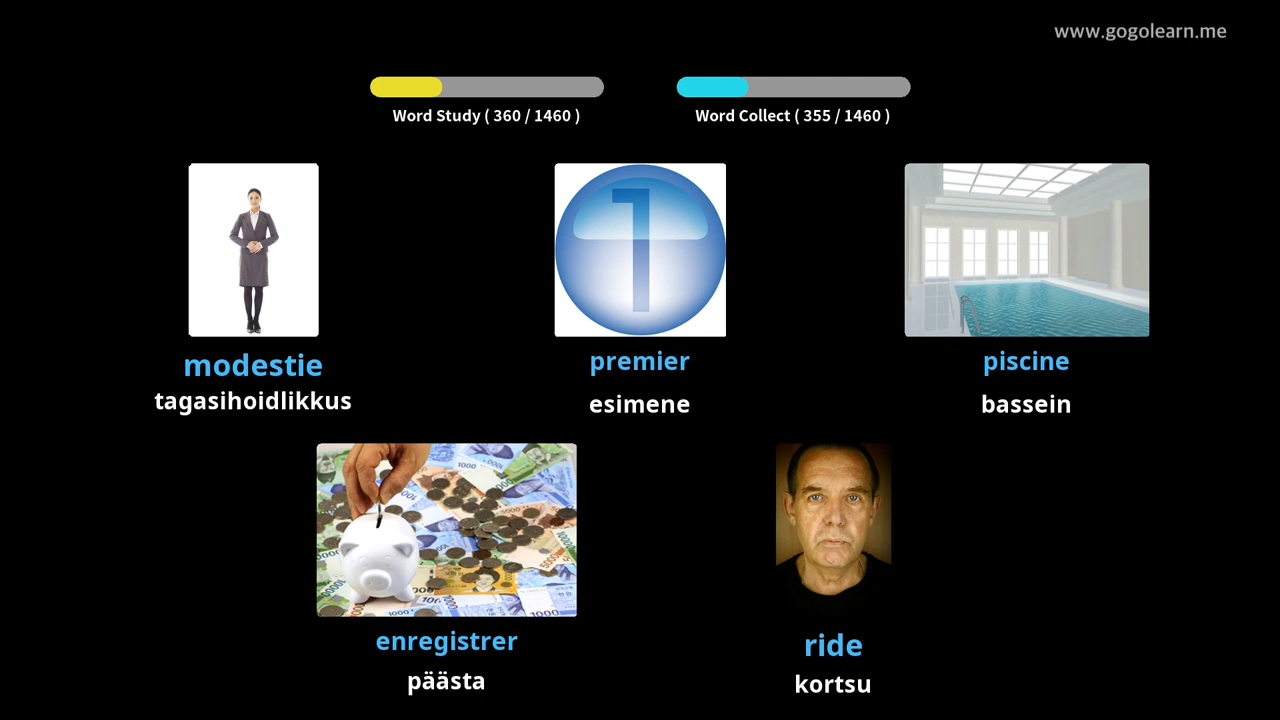 www.gogolearn.me
Word Study ( 360 / 1460 )
Word Collect ( 355 / 1460 )
1
modestie
tagasihoidlikkus
premier
esimene
piscine
bassein
enregistrer
päästa
ride
kortsu